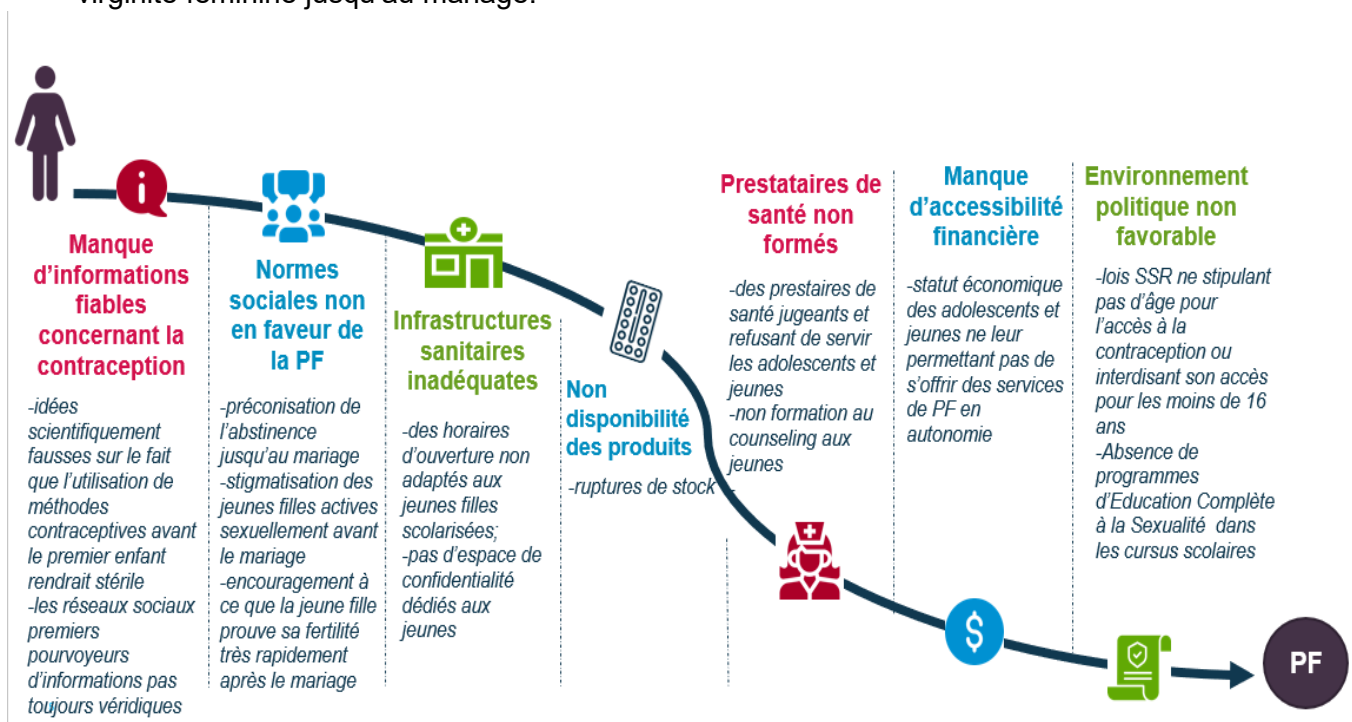 virginité féminine jusqu'au mariage.
Manque
d'informations
fiables
concernant la
contraception
-idées
scientifiquement
fausses sur le fait
que l'utilisation de
méthodes
contraceptives avant
le premier enfant
rendrait stérile
-les réseaux sociaux
premiers
pourvoyeurs
d'informations pas
toujours véridiques
Normes
sociales non
en faveur de
la PF
-préconisation de
l'abstinence
jusqu'au mariage
-stigmatisation des
jeunes filles actives
sexuellement avant
le mariage
-encouragement à
ce que la jeune fille
prouve sa fertilité
très rapidement
après le mariage
Infrastructures
sanitaires
inadéquates
-des horaires
d'ouverture non
adaptés aux
jeunes filles
scolarisées;
-pas d'espace de
confidentialité
dédiés aux
jeunes
Non
disponibilité
des produits
-ruptures de stock
-
Prestataires de
santé non
formés
-des prestaires de
santé jugeants et
refusant de servir
les adolescents et
jeunes
-non formation au
counseling aux
jeunes
Manque
d'accessibilité
financière
-statut économique
des adolescents et
jeunes ne leur
permettant pas de
s'offrir des services
de PF en
autonomie
$
Environnement
politique non
favorable
-lois SSR ne stipulant
pas d'âge pour
l'accès à la
contraception ou
interdisant son accès
pour les moins de 16
ans
-Absence de
programmes
d'Education Complète
à la Sexualité dans
les cursus scolaires
PF